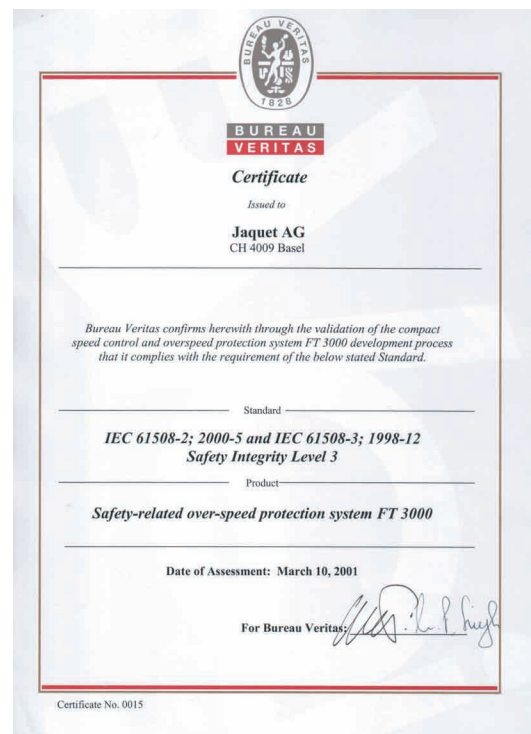 BUREAU VERITAS
1828
BUREAU
VERITAS
Certificate
Issued to
Jaquet AG
CH 4009 Basel
Bureau Veritas confirms herewith through the validation of the compact
speed control and overspeed protection system FT 3000 development process
that it complies with the requirement of the below stated Standard.
Standard
IEC 61508-2; 2000-5 and IEC 61508-3; 1998-12
Safety Integrity Level 3
Product
Safety-related over-speed protection system FT 3000
Date of Assessment: March 10, 2001
For Bureau Veritas:
Certificate No. 0015